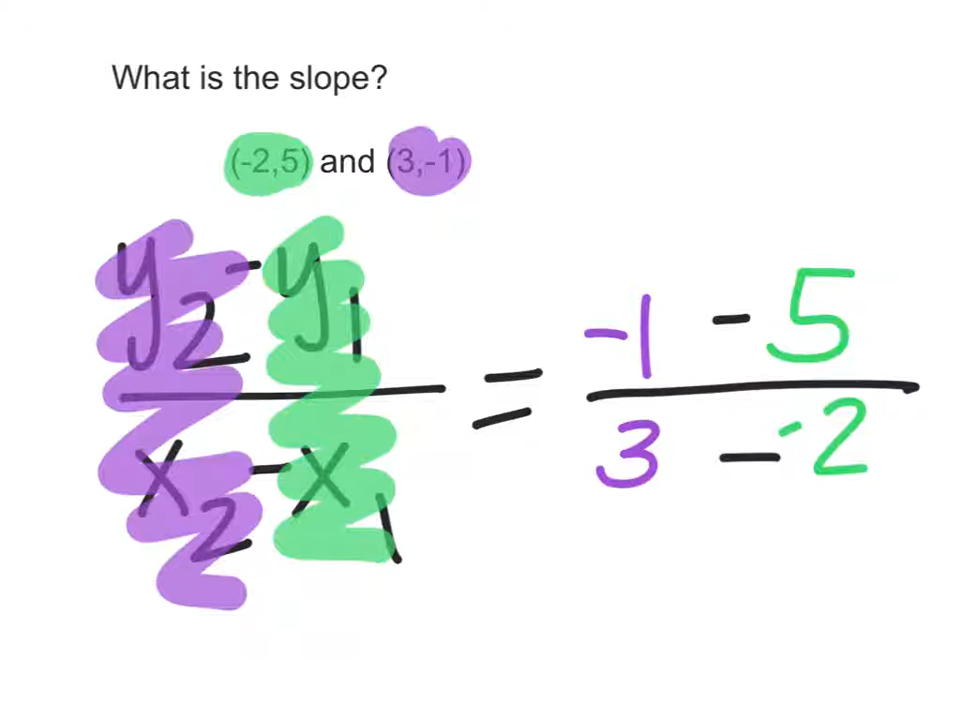 What is the slope?
(-2,5) and (3,-1)
y2 - y1 = -1 - 5
x2 - x1 3 - -2